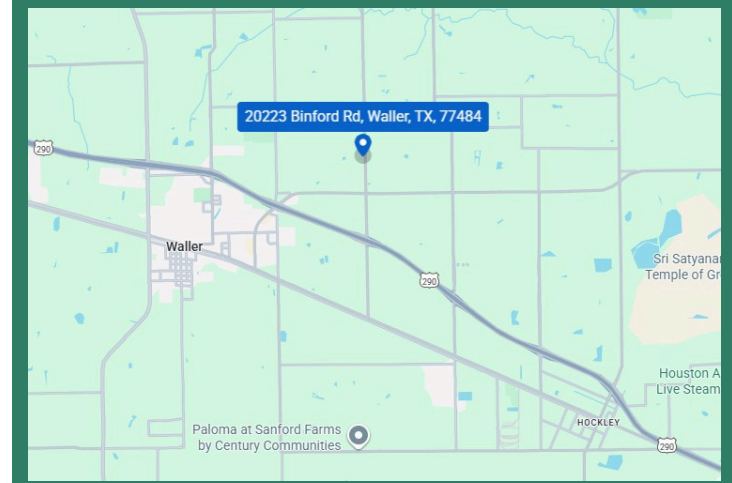 20223 Binford Rd, Waller, TX, 77484
290
Waller
290
Sri Satyanar
Temple of Gr
Houston A
Live Steam
HOCKLEY
Paloma at Sanford Farms
by Century Communities
290